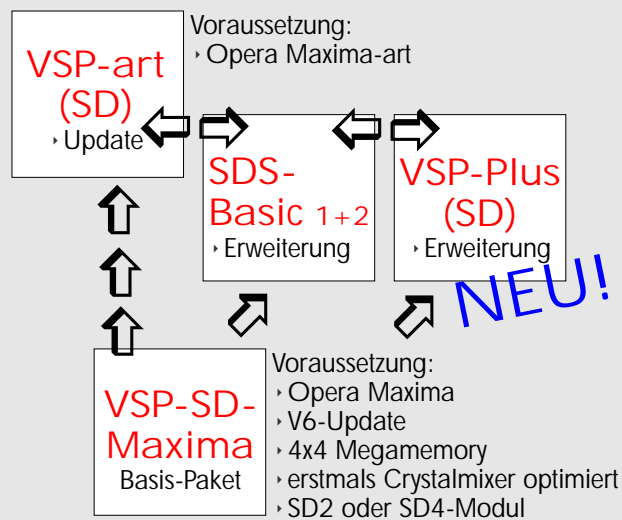 VSP-art
(SD)
‣ Update
Voraussetzung:
‣ Opera Maxima-art
SDS-
Basic 1+2
‣ Erweiterung
VSP-Plus
(SD)
‣ Erweiterung
NEU!
VSP-SD-
Maxima
Basis-Paket
Voraussetzung:
‣ Opera Maxima
‣ V6-Update
‣ 4x4 Megamemory
‣ erstmals Crystalmixer optimiert
‣ SD2 oder SD4-Modul